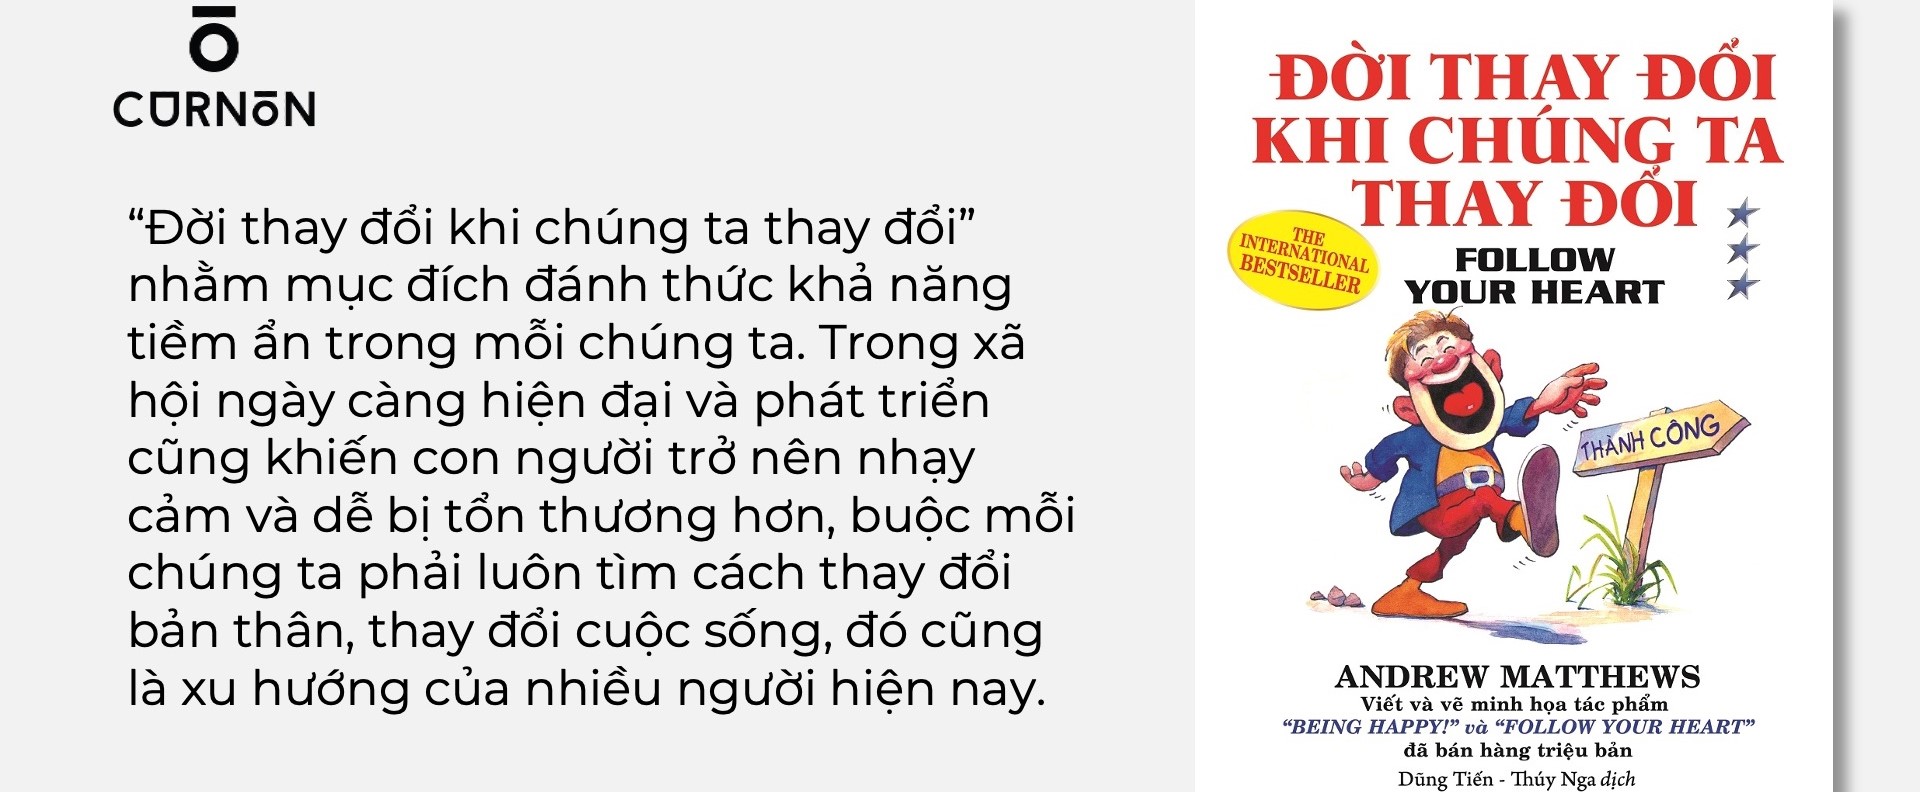 CURNON
“Đời thay đổi khi chúng ta thay đổi”
nhằm mục đích đánh thức khả năng
tiềm ẩn trong mỗi chúng ta. Trong xã
hội ngày càng hiện đại và phát triển
cũng khiến con người trở nên nhạy
cảm và dễ bị tổn thương hơn, buộc mỗi
chúng ta phải luôn tìm cách thay đổi
bản thân, thay đổi cuộc sống, đó cũng
là xu hướng của nhiều người hiện nay.
ĐỜI THAY ĐỔI
KHI CHÚNG TA
THAY ĐỔI
THE
INTERNATIONAL
BESTSELLER
FOLLOW
YOUR HEART
THÀNH CÔNG
ANDREW MATTHEWS
Viết và vẽ minh họa tác phẩm
“BEING HAPPY!” và “FOLLOW YOUR HEART”
đã bán hàng triệu bản
Dũng Tiến - Thúy Nga dịch